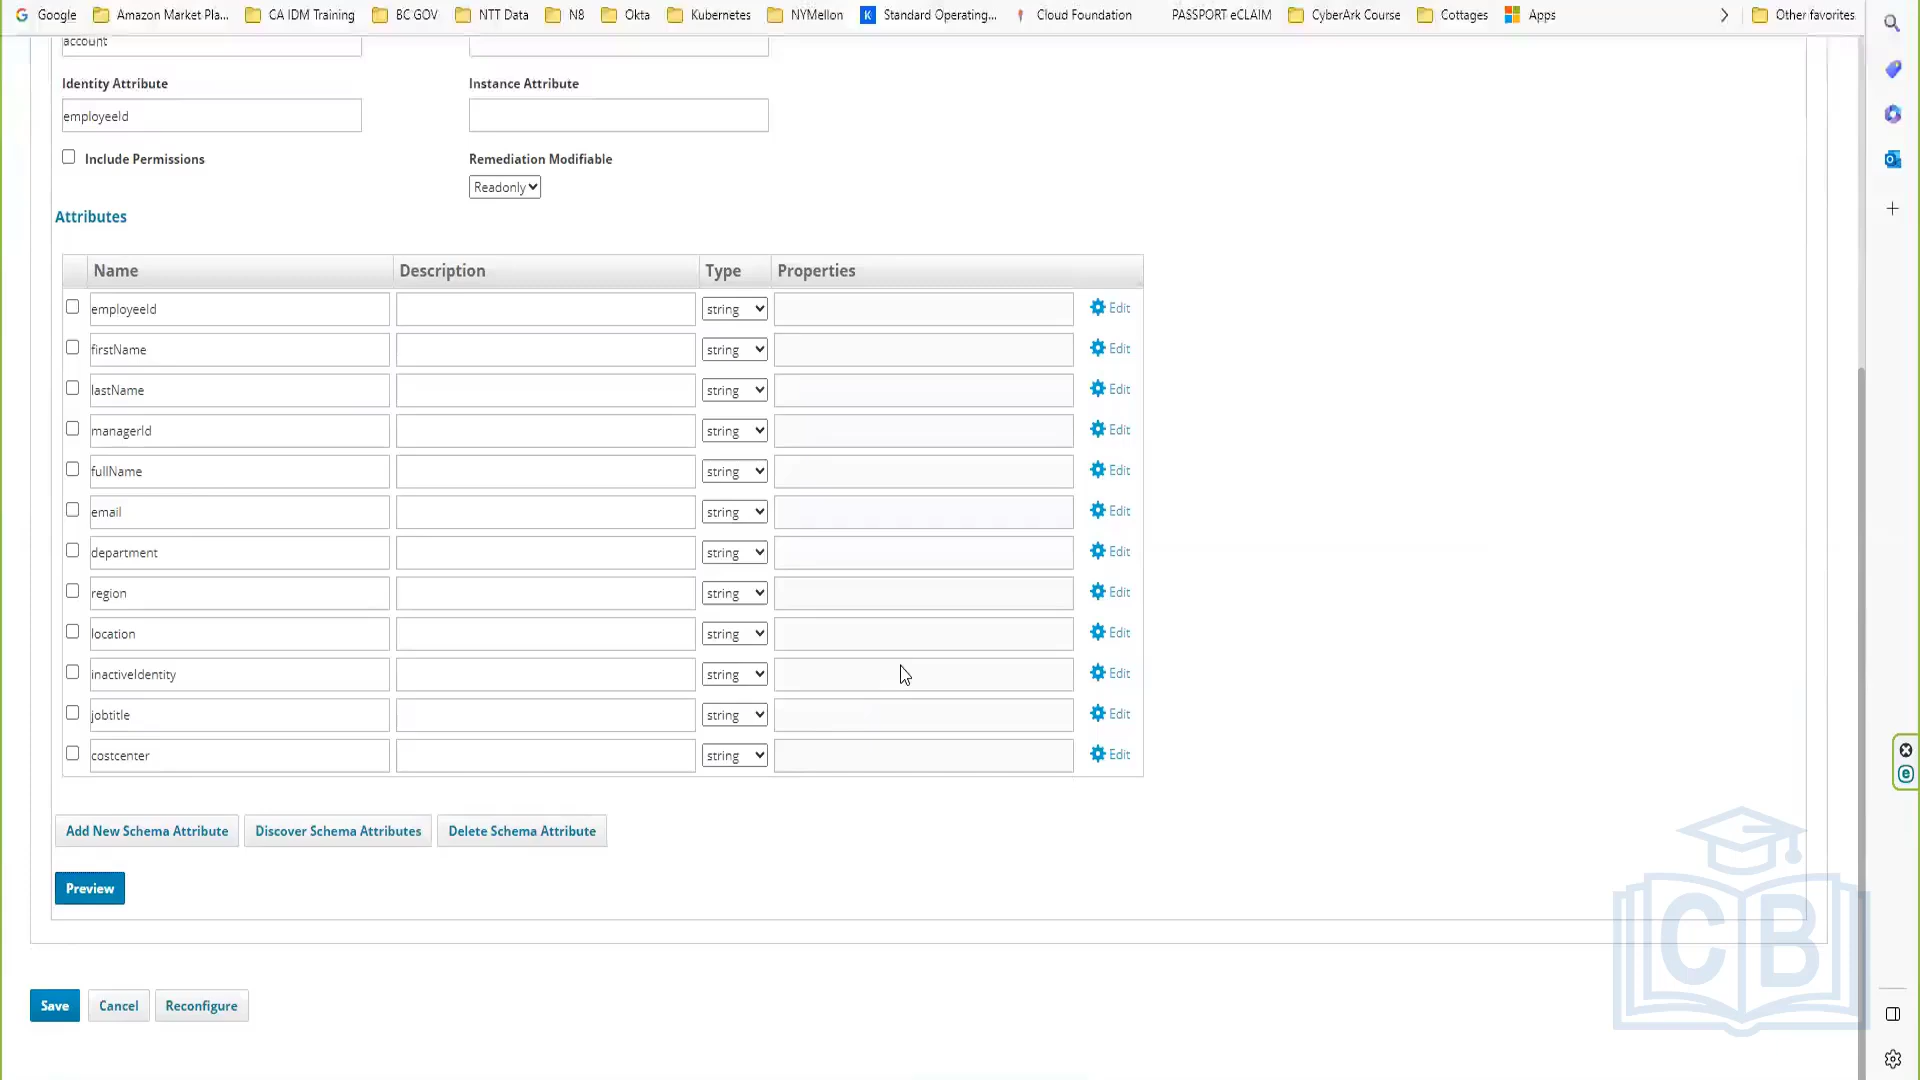 Google Amazon Market Pla... CA IDM Training BC GOV NTT Data N8 Okta Kubernetes NYMellon K Standard Operating... Cloud Foundation PASSPORT eCLAIM CyberArk Course Cottages Apps Other favorites
account
Identity Attribute Instance Attribute
employeeId
Include Permissions Remediation Modifiable
Readonly
Attributes
Name Description Type Properties
employeeId string Edit
firstName string Edit
lastName string Edit
managerId string Edit
fullName string Edit
email string Edit
department string Edit
region string Edit
location string Edit
inactiveIdentity string Edit
jobtitle string Edit
costcenter string Edit
Add New Schema Attribute Discover Schema Attributes Delete Schema Attribute
Preview
CB
Save Cancel Reconfigure